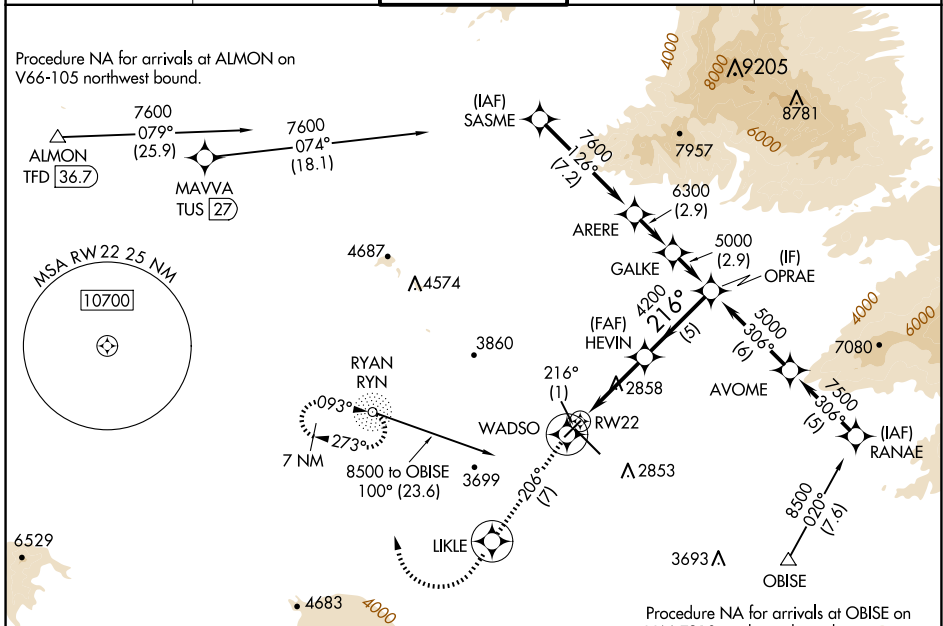 Procedure NA for arrivals at ALMON on
V66-105 northwest bound.
7600
079°
(25.9)
ALMON
TFD 36.7
7600
074°
(18.1)
MAVVA
TUS 27
(IAF)
SASME
7600
126°
(7.2)
4000
8000
9205
8781
6000
7957
ARERE
6300
(2.9)
GALKE
5000
(2.9)
(IF)
OPRAE
MSA RW22 25 NM
10700
4687
4574
3860
4200
216°
(5)
(FAF)
HEVIN
5000
306°
(6)
4000
6000
7080
AVOME
7500
306°
(5)
(IAF)
RANAE
RYAN
RYN
093°
273°
7 NM
8500 to OBISE
100° (23.6)
216°
(1)
2858
WADSO
RW22
3699
2853
206°
(7)
LIKLE
8500
020°
(7.6)
3693
OBISE
6529
4683
4000
Procedure NA for arrivals at OBISE on